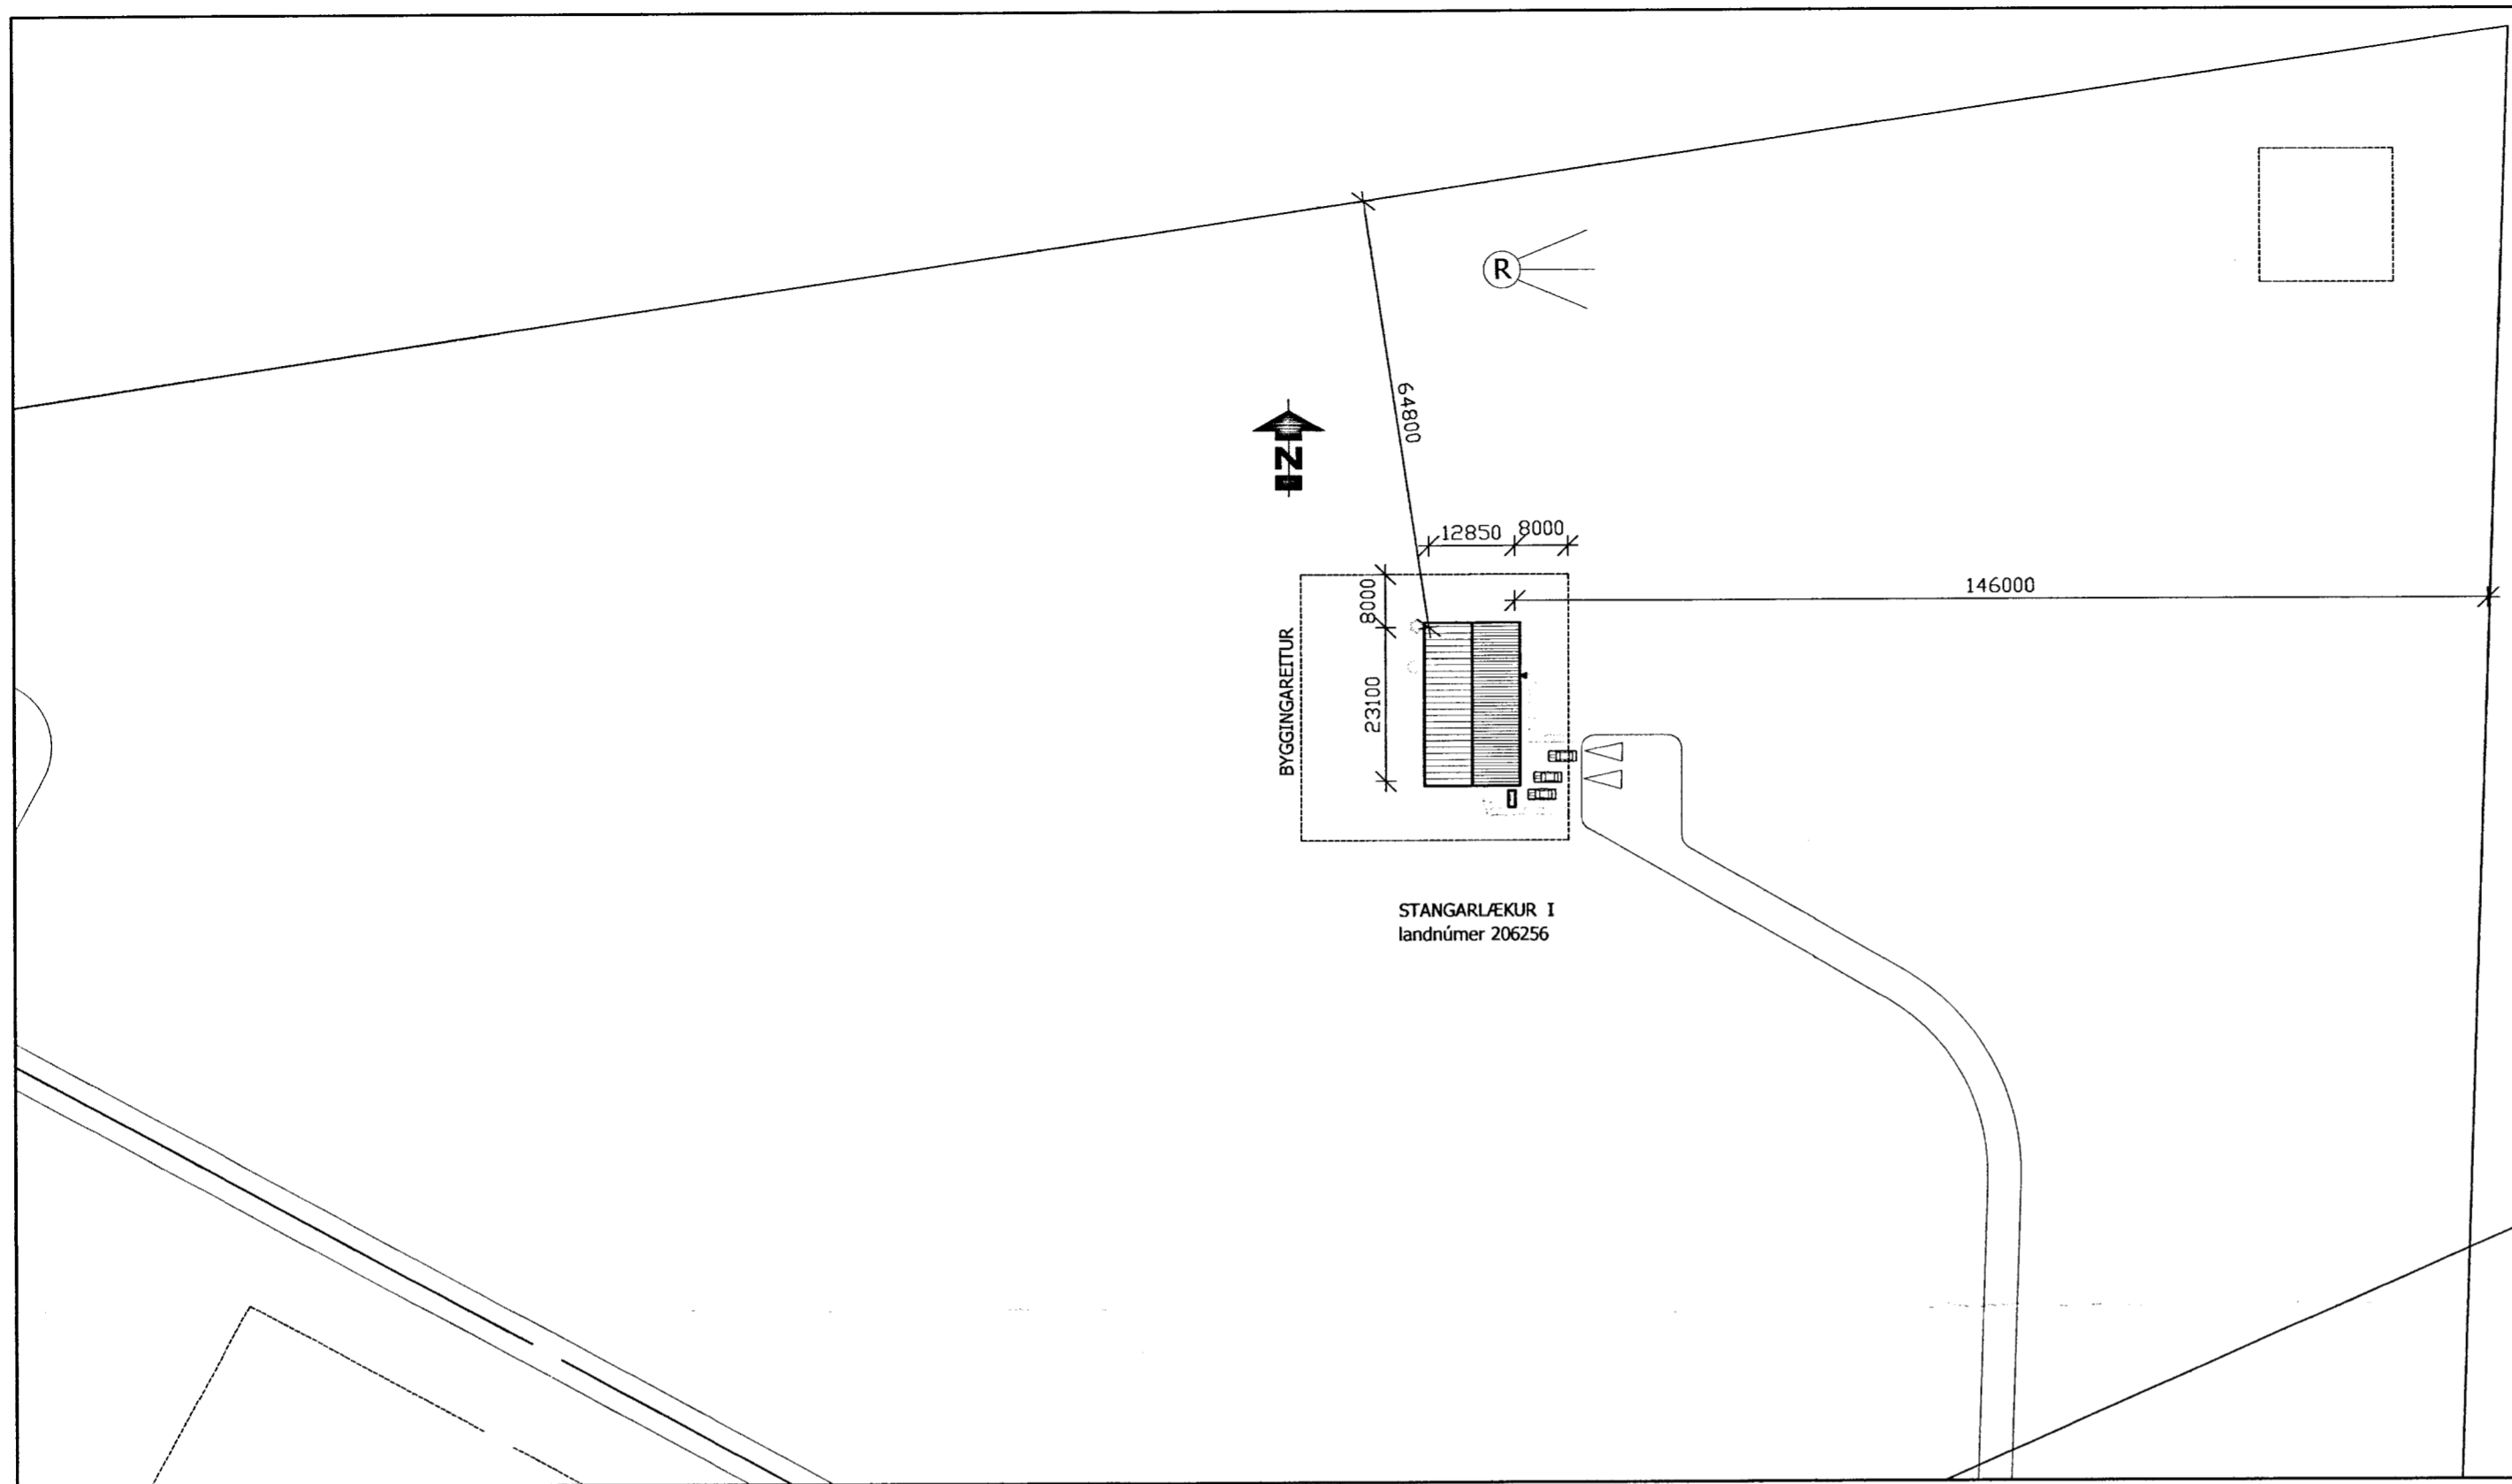 R
64800
N
12850 8000
146000
8000
BYGGINGAREITUR
23100
STANGARLÆKUR I
landnúmer 206256